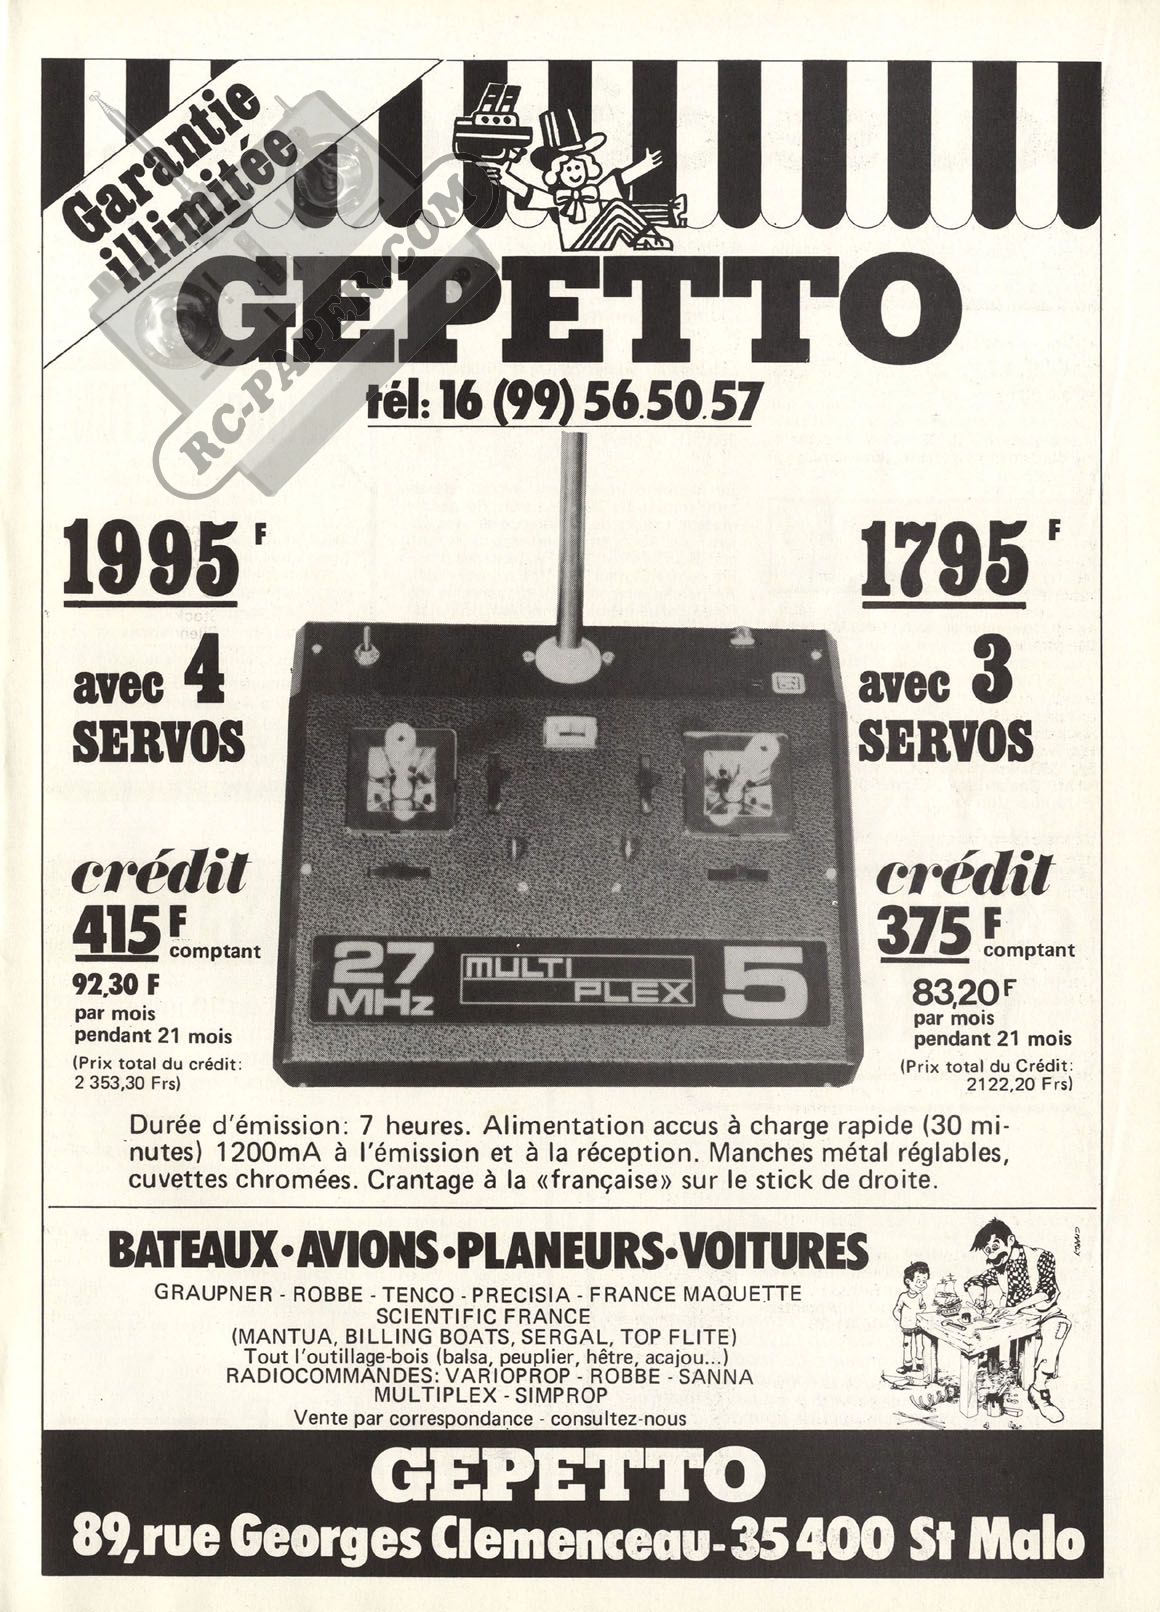 Garantie
illimitée
RC-PAPER.COM
GEPETTO
tél: 16 (99) 56.50.57
1995 F
avec 4
SERVOS
crédit
415 F
comptant
92,30 F
par mois
pendant 21 mois
(Prix total du crédit:
2 353,30 Frs)
1795 F
avec 3
SERVOS
crédit
375 F
comptant
83,20 F
par mois
pendant 21 mois
(Prix total du Crédit:
2122,20 Frs)
27
MHz
MULTI
PLEX
5
Durée d'émission: 7 heures. Alimentation accus à charge rapide (30 mi-
nutes) 1200mA à l'émission et à la réception. Manches métal réglables,
cuvettes chromées. Crantage à la «française» sur le stick de droite.
BATEAUX•AVIONS•PLANEURS•VOITURES
GRAUPNER - ROBBE - TENCO - PRECISIA - FRANCE MAQUETTE
SCIENTIFIC FRANCE
(MANTUA, BILLING BOATS, SERGAL, TOP FLITE)
Tout l'outillage-bois (balsa, peuplier, hêtre, acajou...)
RADIOCOMMANDES: VARIOPROP - ROBBE - SANNA
MULTIPLEX - SIMPROP
Vente par correspondance - consultez-nous
GEPETTO
89, rue Georges Clemenceau-35400 St Malo